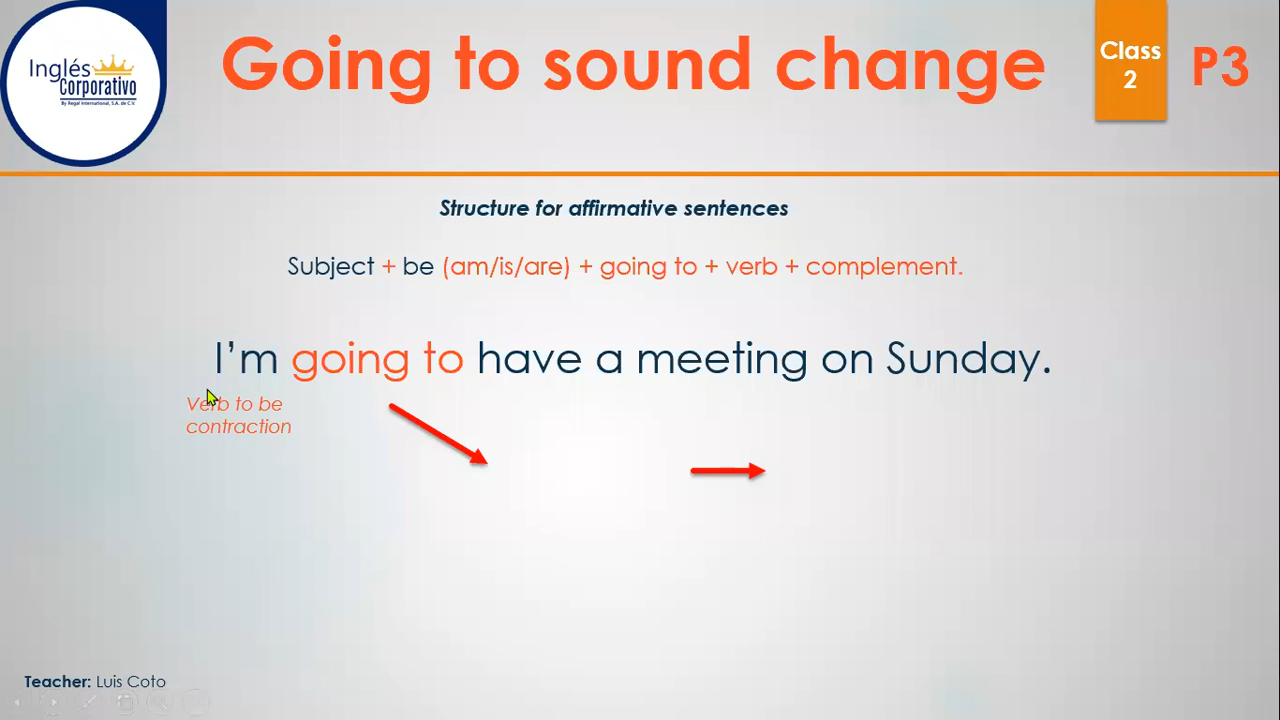 Inglés
Corporativo
By Regal International, S.A. de C.V.
Going to sound change
Class
2
P3
Structure for affirmative sentences
Subject + be (am/is/are) + going to + verb + complement.
I'm going to have a meeting on Sunday.
Verb to be
contraction
Teacher: Luis Coto